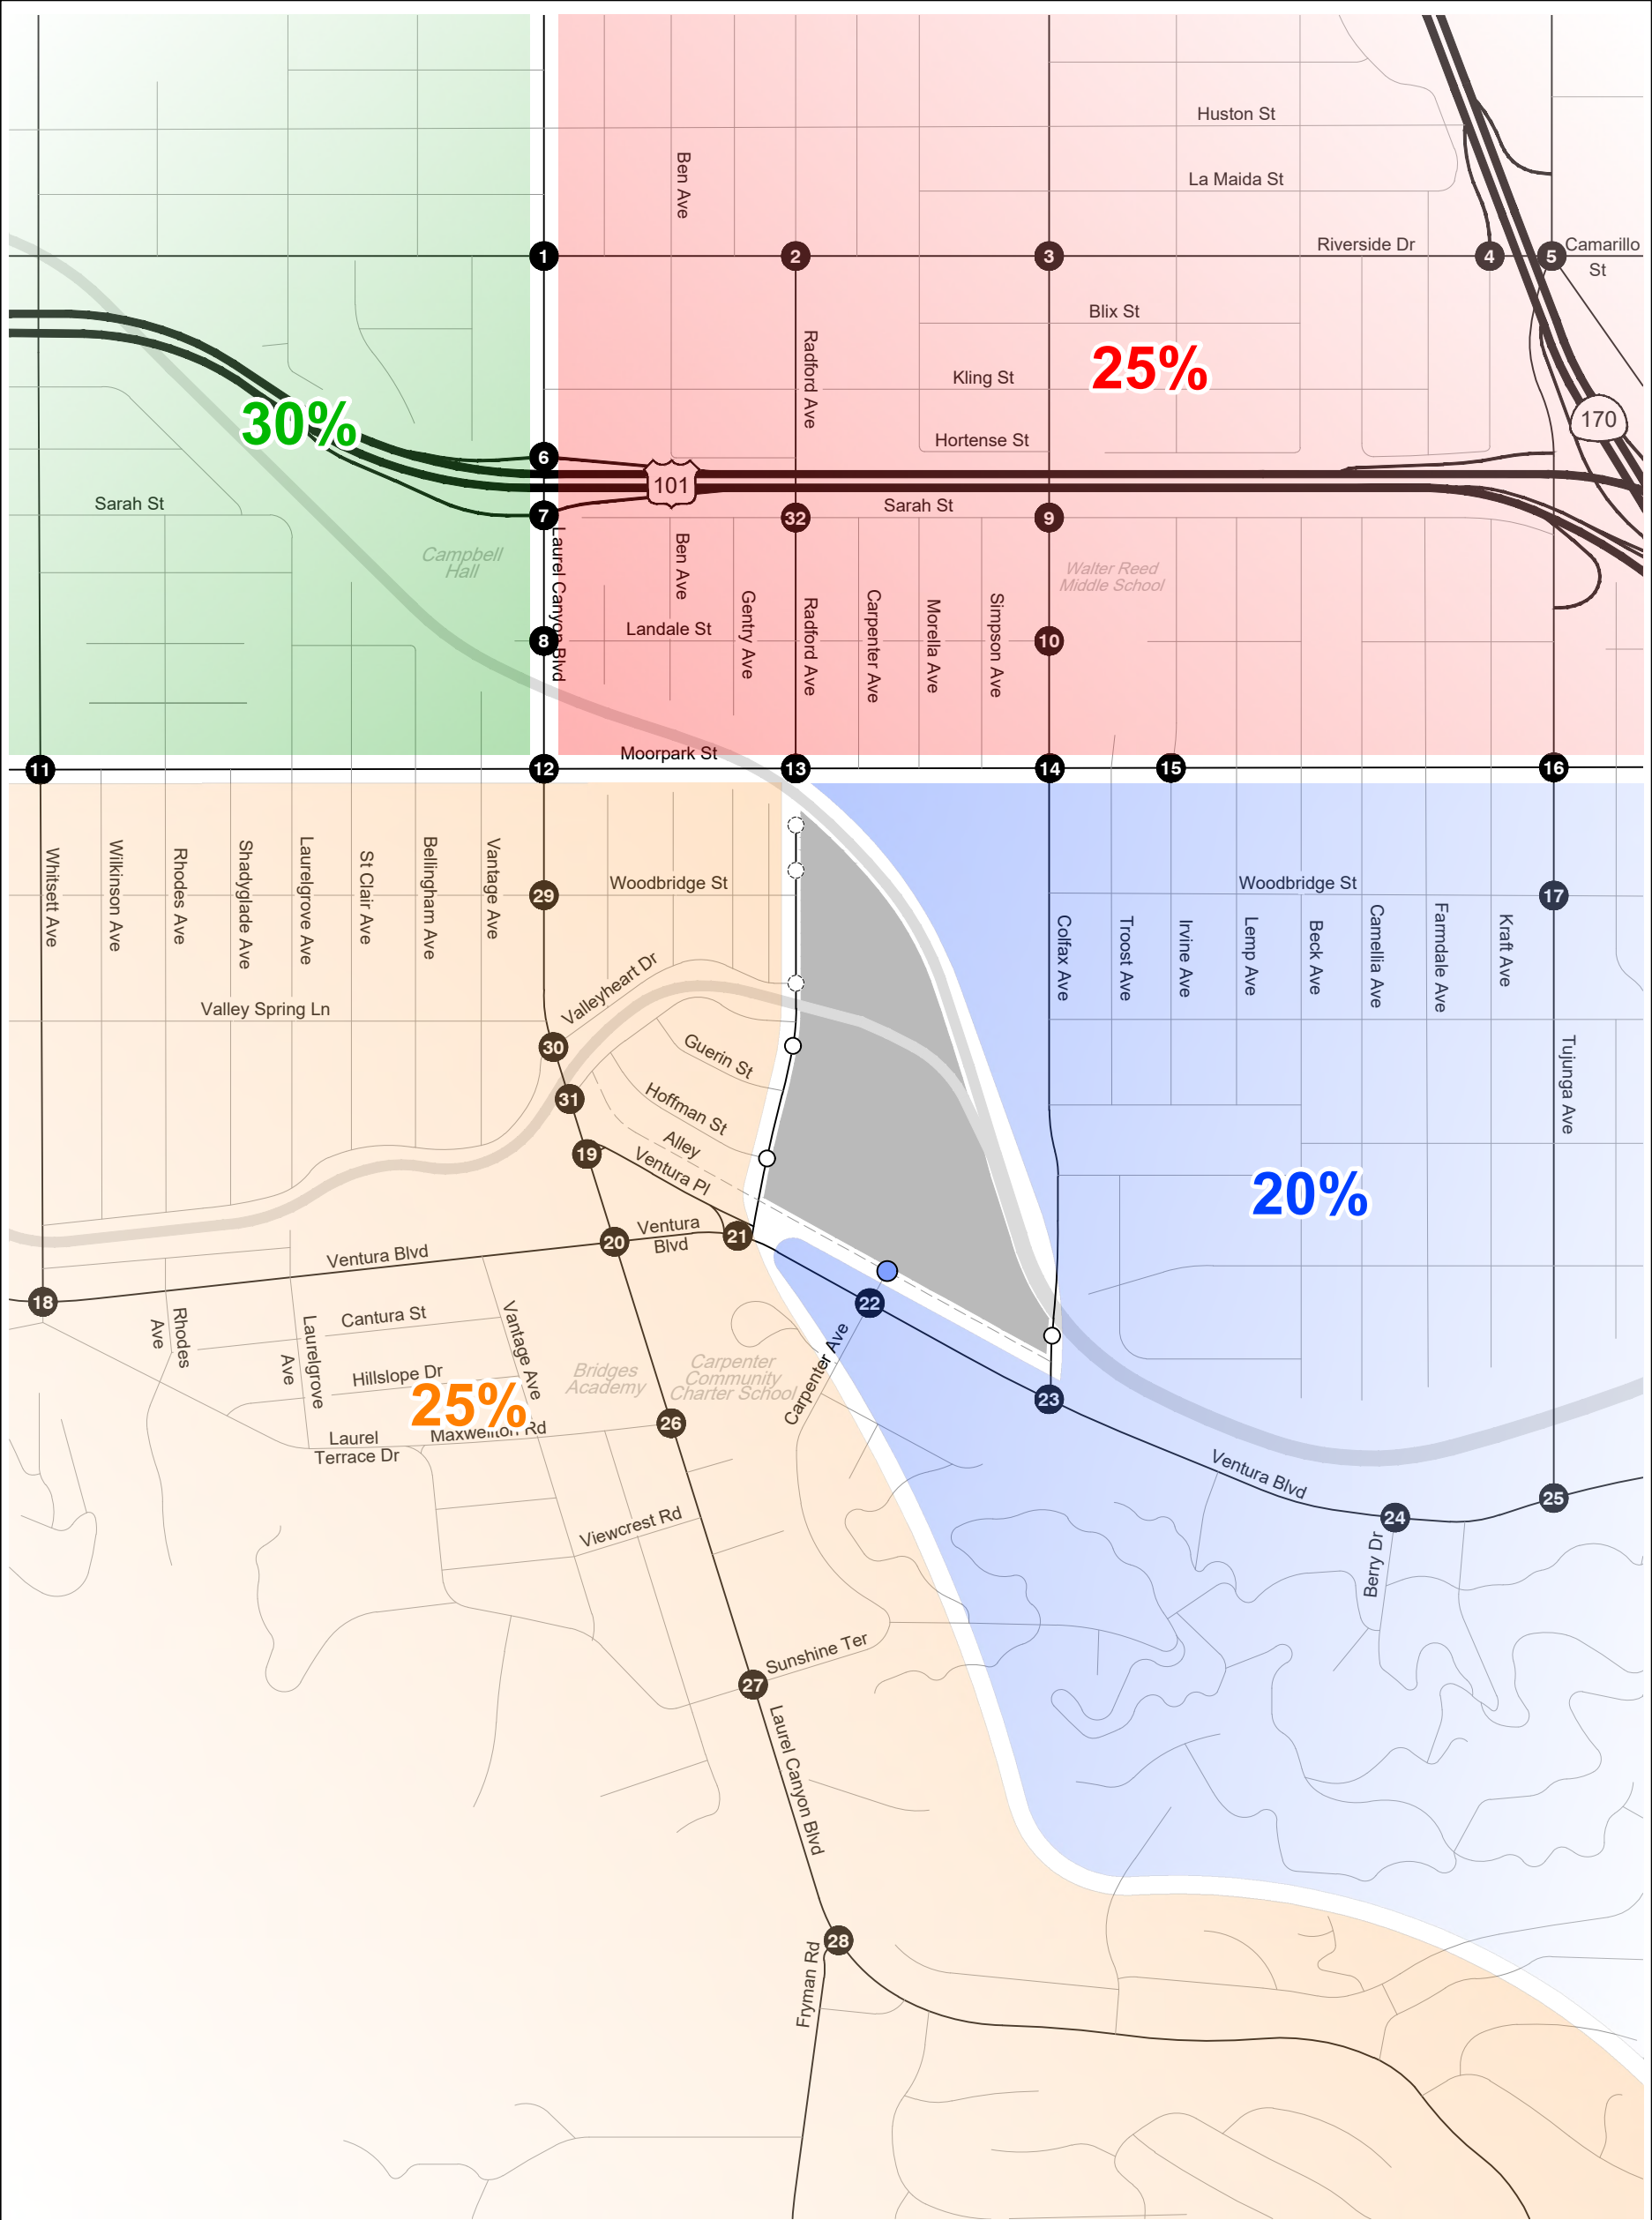 Huston St
Ben Ave
La Maida St
1
2
3
Riverside Dr
4
5
Camarillo
St
Blix St
Radford Ave
25%
Kling St
30%
170
Hortense St
6
101
Sarah St
7
32
Sarah St
9
Campbell
Hall
Laurel Canyon Blvd
Ben Ave
Walter Reed
Middle School
Gentry Ave
Radford Ave
Carpenter Ave
Morella Ave
Simpson Ave
8
Landale St
10
Moorpark St
11
12
13
14
15
16
Whitsett Ave
Wilkinson Ave
Rhodes Ave
Shadyglade Ave
Laurelgrove Ave
St Clair Ave
Bellingham Ave
Vantage Ave
29
Woodbridge St
Woodbridge St
17
Colfax Ave
Troost Ave
Irvine Ave
Lemp Ave
Beck Ave
Camellia Ave
Farmdale Ave
Kraft Ave
Valleyheart Dr
Valley Spring Ln
30
Guerin St
Tujunga Ave
31
Hoffman St
Alley
19
Ventura Pl
20%
Ventura
Blvd
21
20
Ventura Blvd
18
22
Rhodes
Ave
Laurelgrove
Ave
Cantura St
Vantage Ave
Carpenter Ave
Hillslope Dr
Bridges
Academy
Carpenter
Community
Charter School
23
25%
26
Maxwellton Rd
Laurel
Terrace Dr
Ventura Blvd
25
24
Viewcrest Rd
Berry Dr
Sunshine Ter
27
Laurel Canyon Blvd
28
Fryman Rd